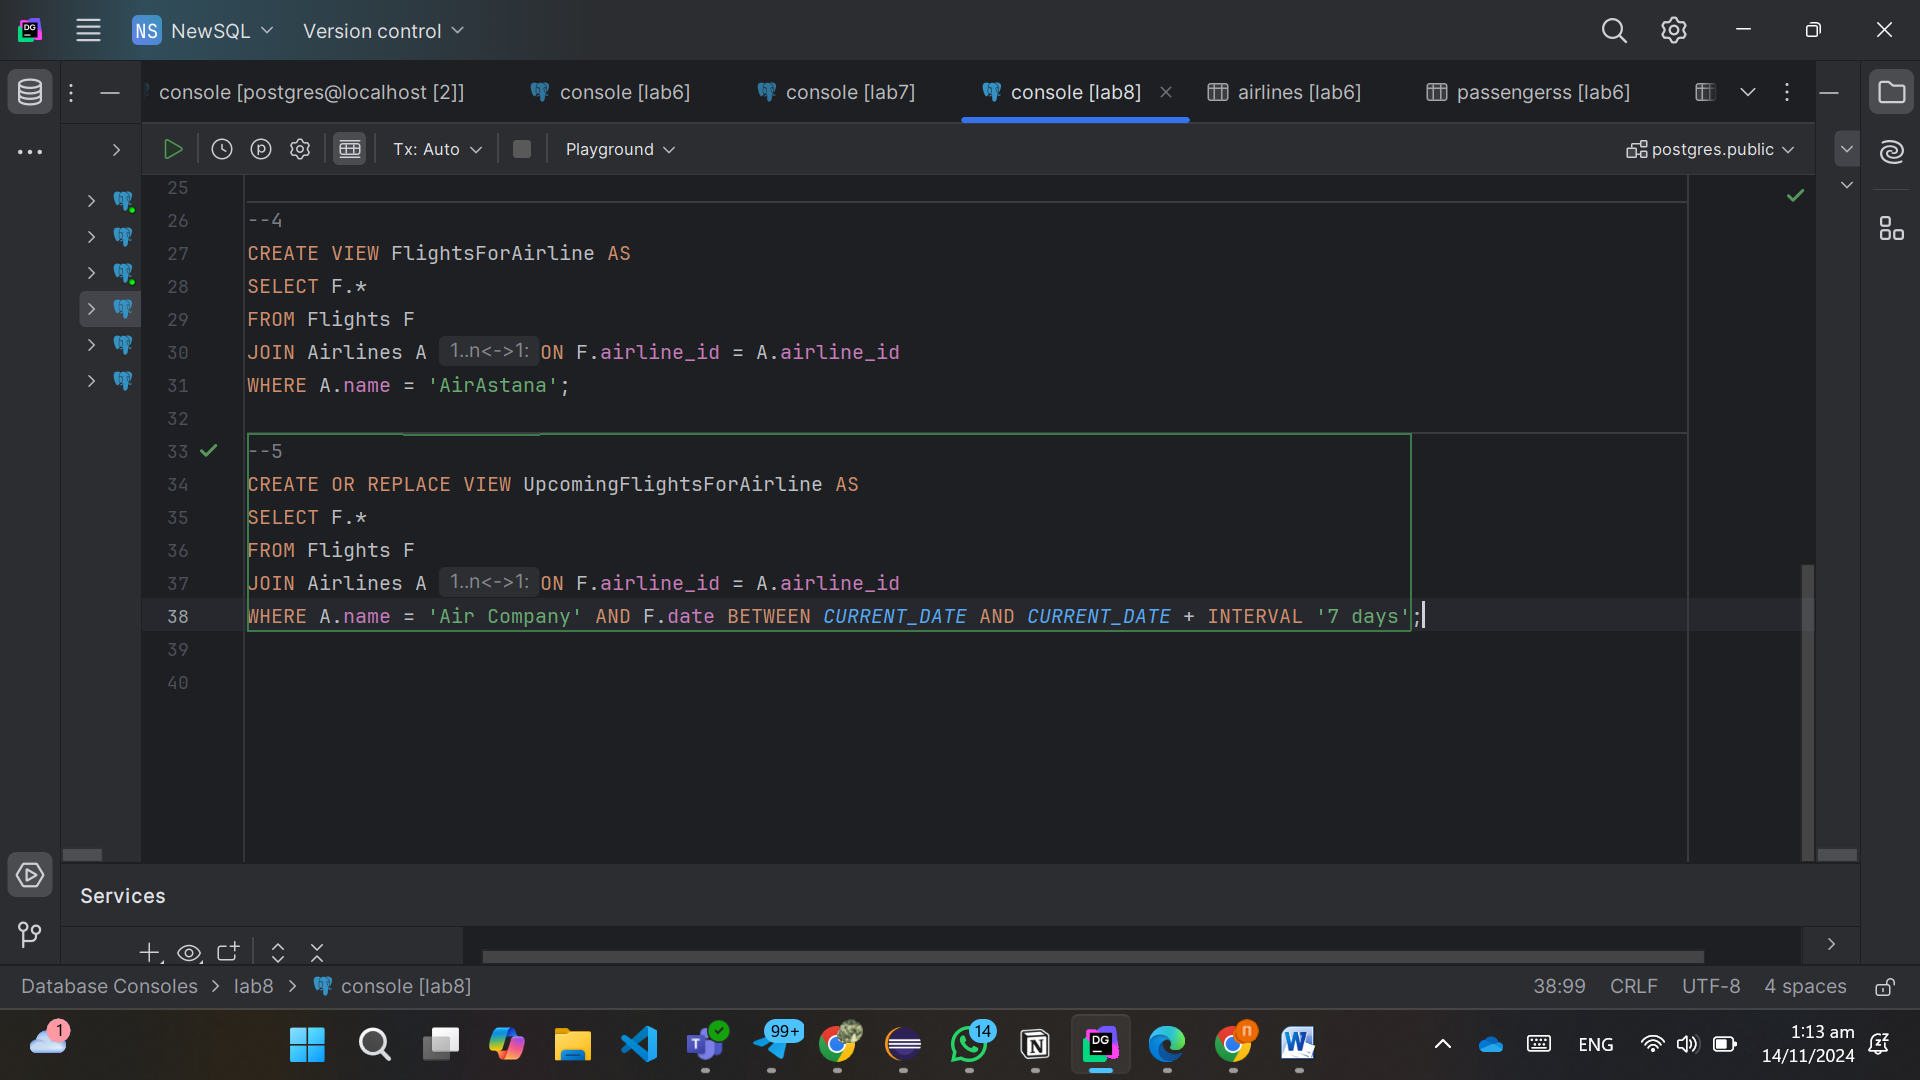 DG
NS NewSQL Version control
console [postgres@localhost [2]] console [lab6] console [lab7] console [lab8] airlines [lab6] passengerss [lab6]
Tx: Auto Playground postgres.public
25
26 --4
27 CREATE VIEW FlightsForAirline AS
28 SELECT F.*
29 FROM Flights F
30 JOIN Airlines A 1..n<->1: ON F.airline_id = A.airline_id
31 WHERE A.name = 'AirAstana';
32
33 --5
34 CREATE OR REPLACE VIEW UpcomingFlightsForAirline AS
35 SELECT F.*
36 FROM Flights F
37 JOIN Airlines A 1..n<->1: ON F.airline_id = A.airline_id
38 WHERE A.name = 'Air Company' AND F.date BETWEEN CURRENT_DATE AND CURRENT_DATE + INTERVAL '7 days';
39
40
Services
Database Consoles > lab8 > console [lab8] 38:99 CRLF UTF-8 4 spaces
1 99+ 14 n DG W ENG 1:13 am
14/11/2024